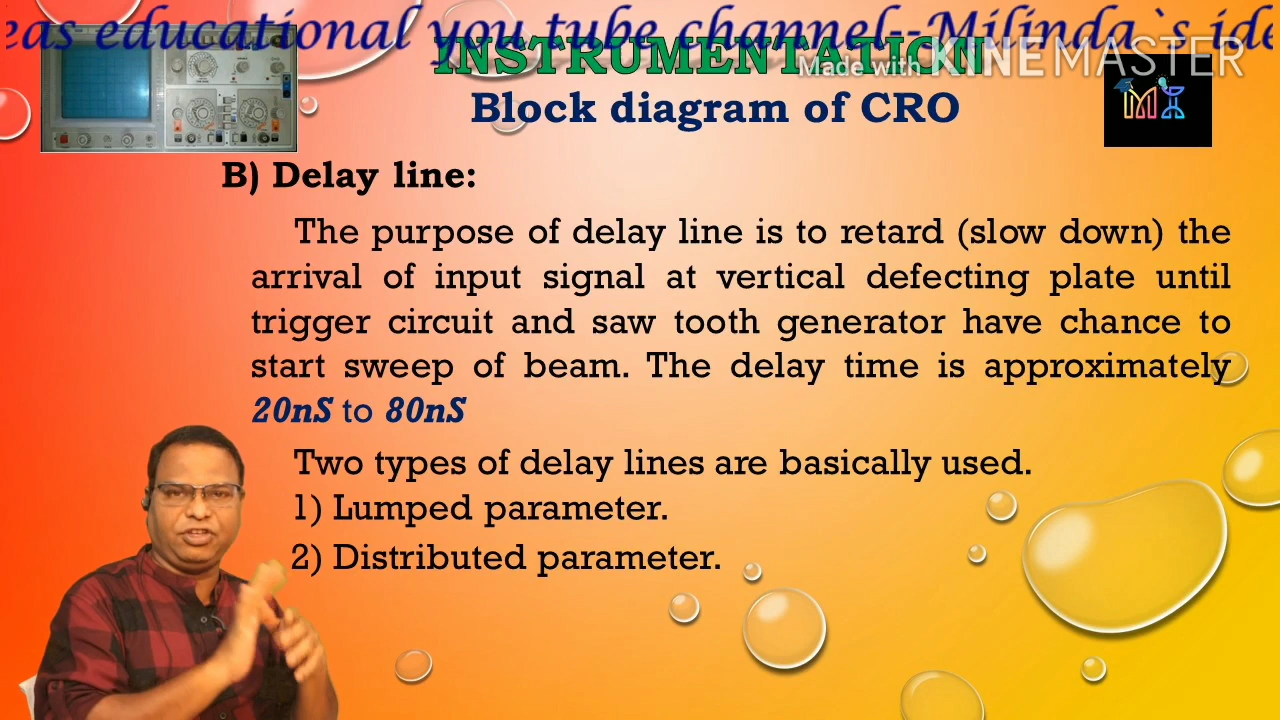 eas educational you tube channel--Milinda`s ide
INSTRUMENTATION
Made with KINEMASTER
Block diagram of CRO
B) Delay line:
The purpose of delay line is to retard (slow down) the
arrival of input signal at vertical defecting plate until
trigger circuit and saw tooth generator have chance to
start sweep of beam. The delay time is approximately
20nS to 80nS
Two types of delay lines are basically used.
1) Lumped parameter.
2) Distributed parameter.